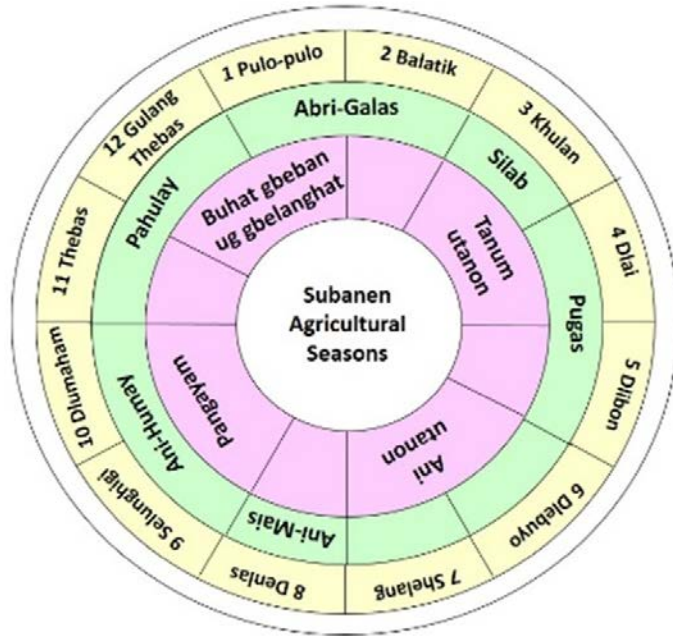 1 Pulo-pulo
2 Balatik
3 Khulan
4 Dlai
5 Dlibon
6 Dlebuyo
7 Shelang
8 Denlas
9 Selunghigi
10 Dlumaham
11 Thebas
12 Gulang
Thebas
Abri-Galas
Silab
Pugas
Ani-Mais
Ani-Humay
Pahulay
Buhat gbeban
ug gbelanghat
Tanum
utanon
Ani
utanon
Pangayam
Subanen
Agricultural
Seasons